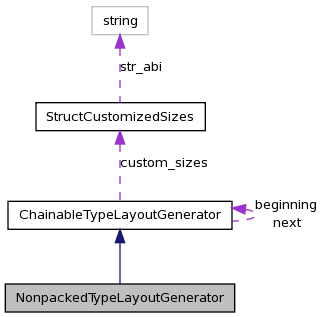 string
str_abi
StructCustomizedSizes
custom_sizes
ChainableTypeLayoutGenerator
beginning
next
NonpackedTypeLayoutGenerator